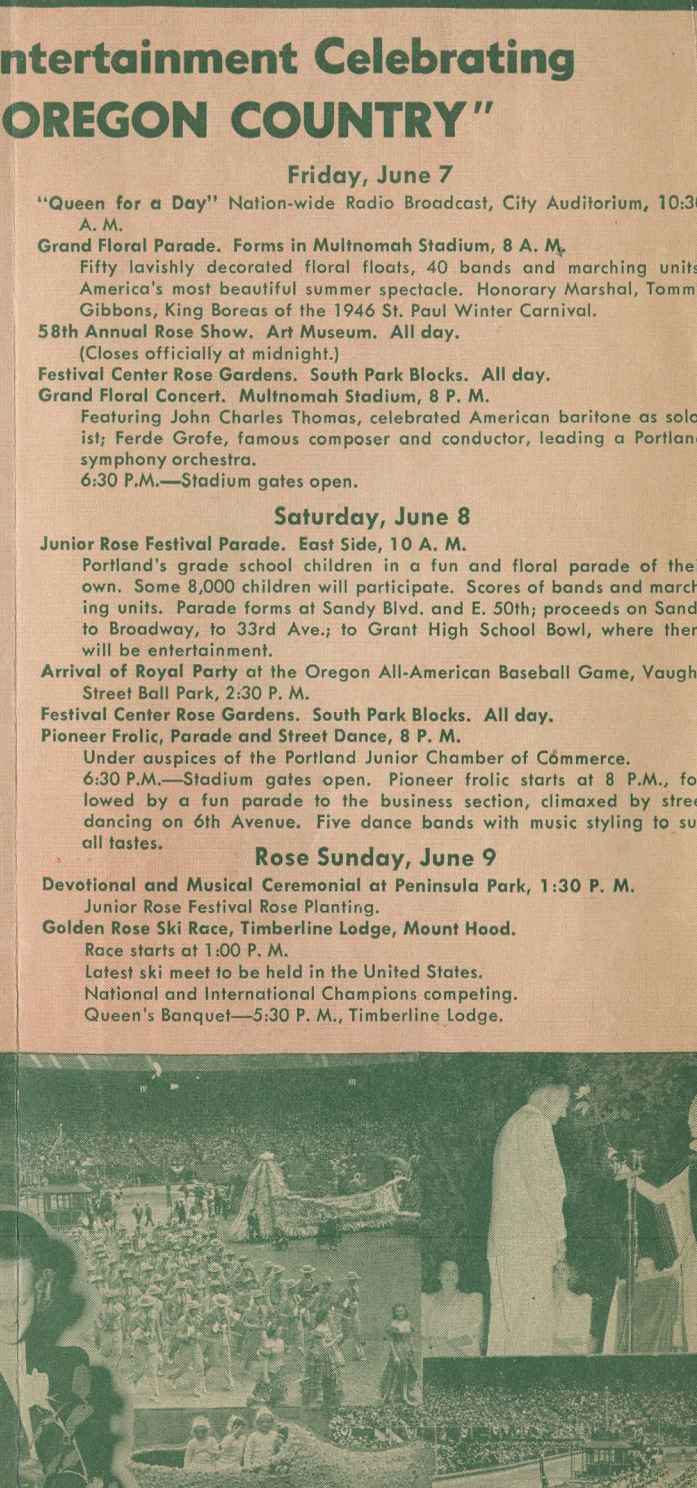 ntertainment Celebrating
OREGON COUNTRY”
Friday, June 7
“Queen for a Day” Nation-wide Radio Broadcast, City Auditorium, 10:3
A. M.
Grand Floral Parade. Forms in Multnomah Stadium, 8 A. M.
Fifty lavishly decorated floral floats, 40 bands and marching units
America's most beautiful summer spectacle. Honorary Marshal, Tomm
Gibbons, King Boreas of the 1946 St. Paul Winter Carnival.
58th Annual Rose Show. Art Museum. All day.
(Closes officially at midnight.)
Festival Center Rose Gardens. South Park Blocks. All day.
Grand Floral Concert. Multnomah Stadium, 8 P. M.
Featuring John Charles Thomas, celebrated American baritone as solo
ist; Ferde Grofe, famous composer and conductor, leading a Portlan
symphony orchestra.
6:30 P.M.—Stadium gates open.
Saturday, June 8
Junior Rose Festival Parade. East Side, 10 A. M.
Portland's grade school children in a fun and floral parade of the
own. Some 8,000 children will participate. Scores of bands and march
ing units. Parade forms at Sandy Blvd. and E. 50th; proceeds on Sand
to Broadway, to 33rd Ave.; to Grant High School Bowl, where ther
will be entertainment.
Arrival of Royal Party at the Oregon All-American Baseball Game, Vaugh
Street Ball Park, 2:30 P. M.
Festival Center Rose Gardens. South Park Blocks. All day.
Pioneer Frolic, Parade and Street Dance, 8 P. M.
Under auspices of the Portland Junior Chamber of Commerce.
6:30 P.M.—Stadium gates open. Pioneer frolic starts at 8 P.M., fo
lowed by a fun parade to the business section, climaxed by stree
dancing on 6th Avenue. Five dance bands with music styling to su
all tastes.
Rose Sunday, June 9
Devotional and Musical Ceremonial at Peninsula Park, 1:30 P. M.
Junior Rose Festival Rose Planting.
Golden Rose Ski Race, Timberline Lodge, Mount Hood.
Race starts at 1:00 P. M.
Latest ski meet to be held in the United States.
National and International Champions competing.
Queen's Banquet—5:30 P. M., Timberline Lodge.